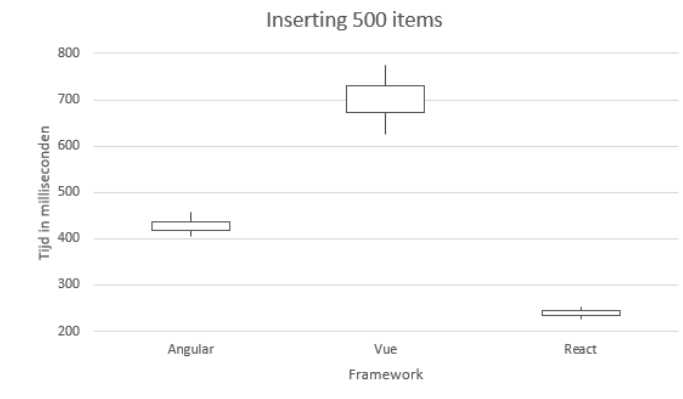 Inserting 500 items
800
700
600
500
400
300
200
Tijd in milliseconden
Angular Vue React
Framework